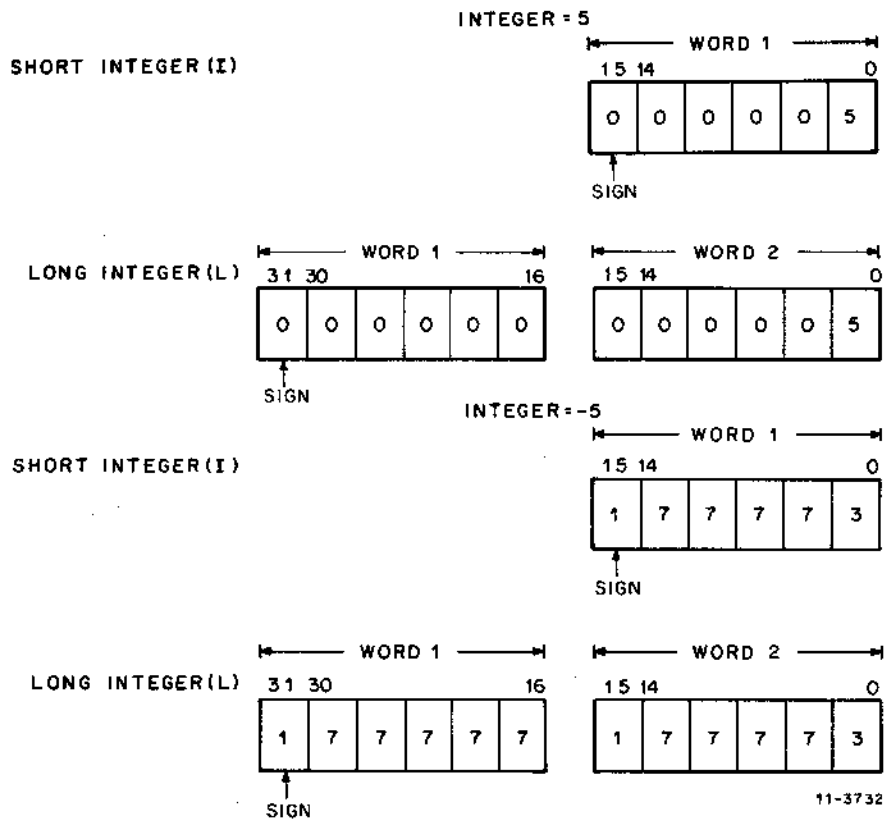 INTEGER = 5
WORD 1
SHORT INTEGER (I)
15 14 0
0 0 0 0 0 5
SIGN
WORD 1 WORD 2
LONG INTEGER (L)
31 30 16 15 14 0
0 0 0 0 0 0 0 0 0 0 0 5
SIGN
INTEGER = -5
WORD 1
SHORT INTEGER (I)
15 14 0
1 7 7 7 7 3
SIGN
WORD 1 WORD 2
LONG INTEGER (L)
31 30 16 15 14 0
1 7 7 7 7 7 1 7 7 7 7 3
SIGN
11-3732